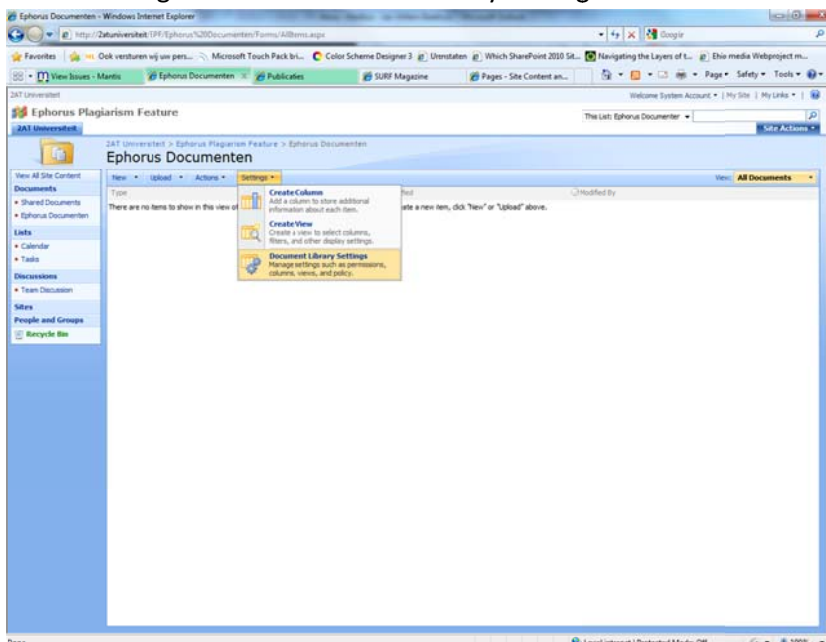 Ephorus Documenten - Windows Internet Explorer
http://2atuniversiteit/EPF/Ephorus%20Documenten/Forms/AllItems.aspx
Google
Favorites Ook versturen wij uw pers... Microsoft Touch Pack bri... Color Scheme Designer 3 Urenstaten Which SharePoint 2010 Sit... Navigating the Layers of t... Ehio media Webproject m...
View Issues - Mantis Ephorus Documenten Publicaties SURF Magazine Pages - Site Content an... Page Safety Tools
2AT Universiteit Welcome System Account | My Site | My Links
Ephorus Plagiarism Feature This List: Ephorus Documenter
2AT Universiteit Site Actions
2AT Universiteit > Ephorus Plagiarism Feature > Ephorus Documenten
Ephorus Documenten
View All Site Content New Upload Actions Settings View: All Documents
Documents
Type Modified By
There are no items to show in this view of ate a new item, click "New" or "Upload" above.
Create Column
Add a column to store additional
information about each item.
Create View
Create a view to select columns,
filters, and other display settings.
Document Library Settings
Manage settings such as permissions,
columns, views, and policy.
Shared Documents
Ephorus Documenten
Lists
Calendar
Tasks
Discussions
Team Discussion
Sites
People and Groups
Recycle Bin